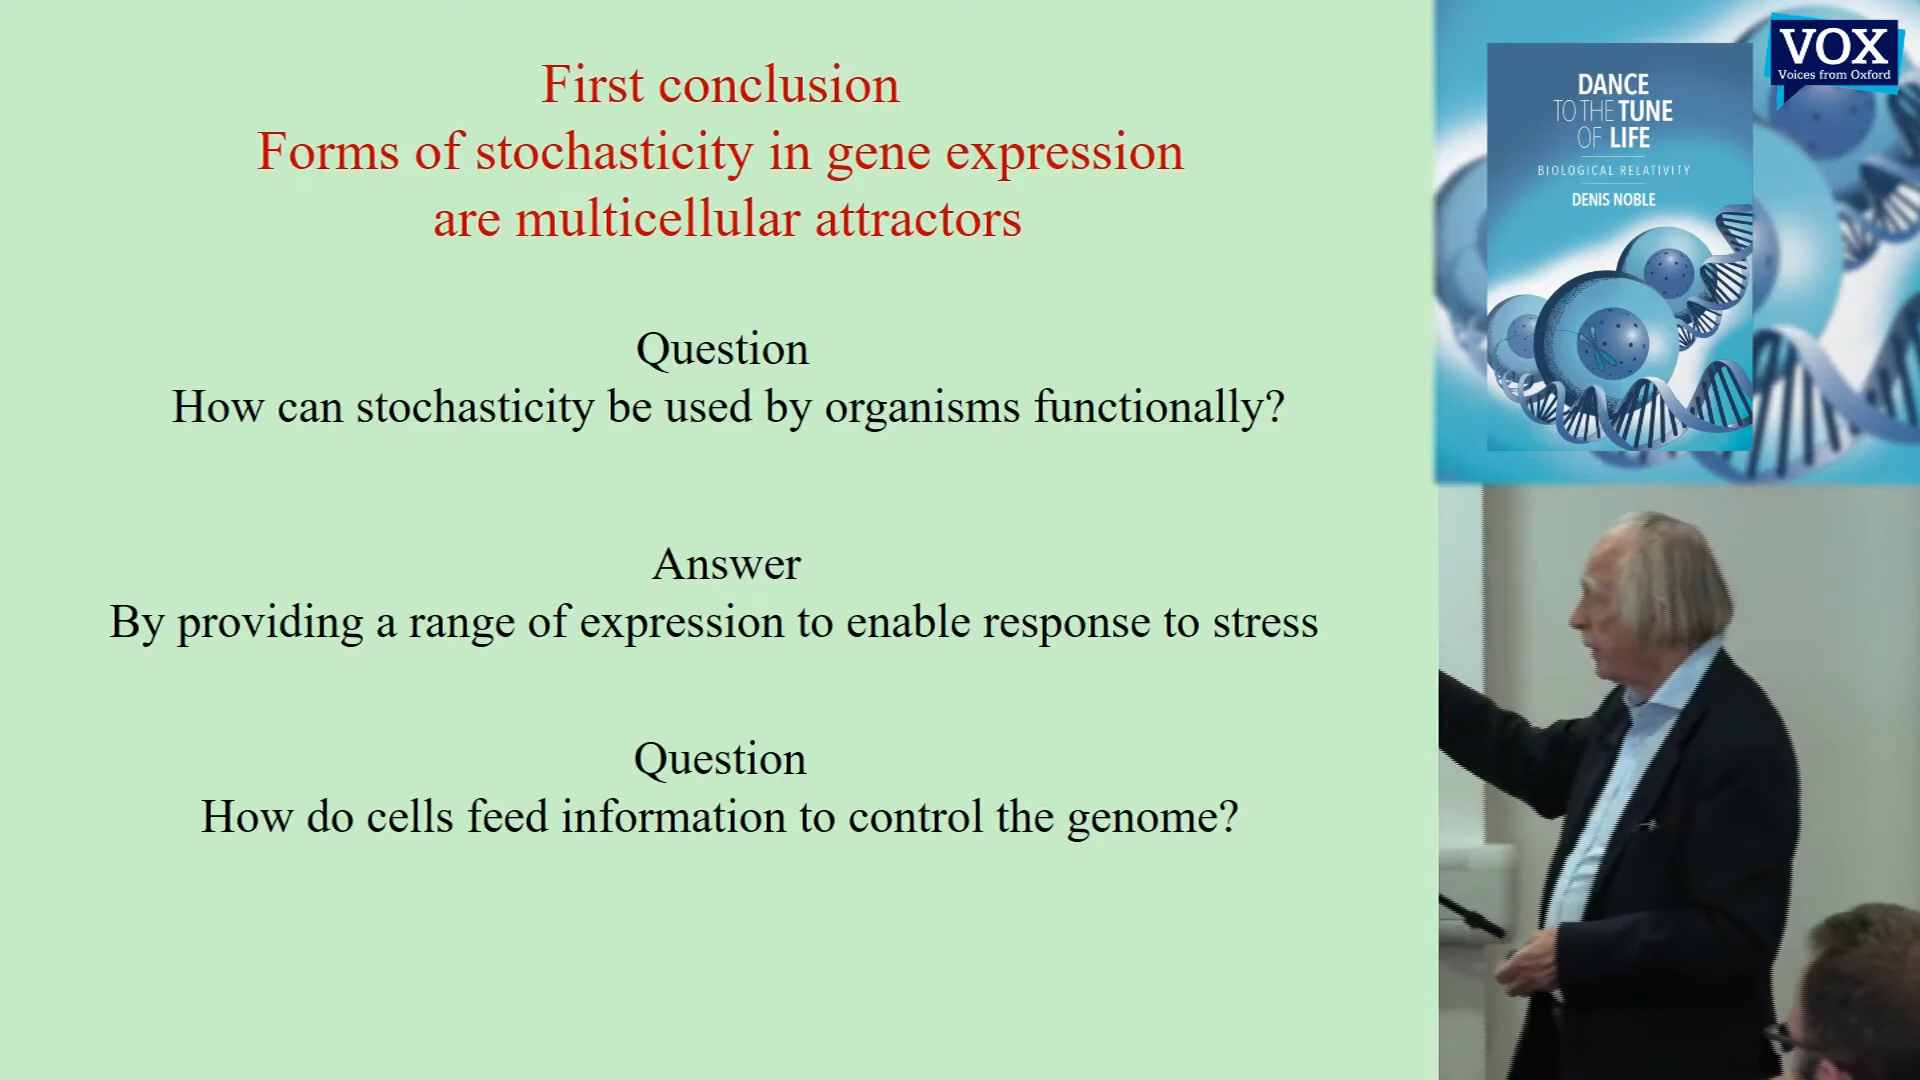 First conclusion
Forms of stochasticity in gene expression
are multicellular attractors
Question
How can stochasticity be used by organisms functionally?
Answer
By providing a range of expression to enable response to stress
Question
How do cells feed information to control the genome?
VOX
Voices from Oxford
DANCE
TO THE TUNE
OF LIFE
BIOLOGICAL RELATIVITY
DENIS NOBLE